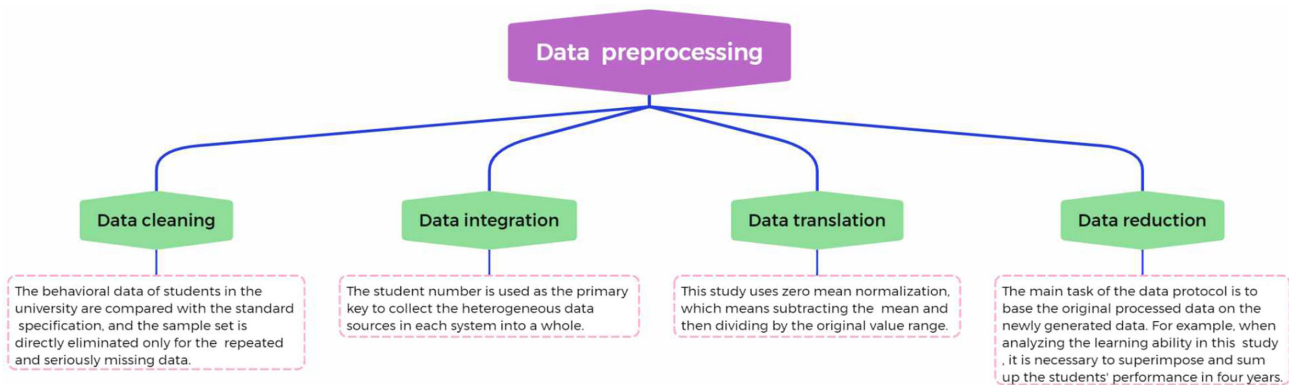 Data preprocessing
Data cleaning
The behavioral data of students in the
university are compared with the standard
specification, and the sample set is
directly eliminated only for the repeated
and seriously missing data.
Data integration
The student number is used as the primary
key to collect the heterogeneous data
sources in each system into a whole.
Data translation
This study uses zero mean normalization,
which means subtracting the mean and
then dividing by the original value range.
Data reduction
The main task of the data protocol is to
base the original processed data on the
newly generated data. For example, when
analyzing the learning ability in this study
, it is necessary to superimpose and sum
up the students' performance in four years.